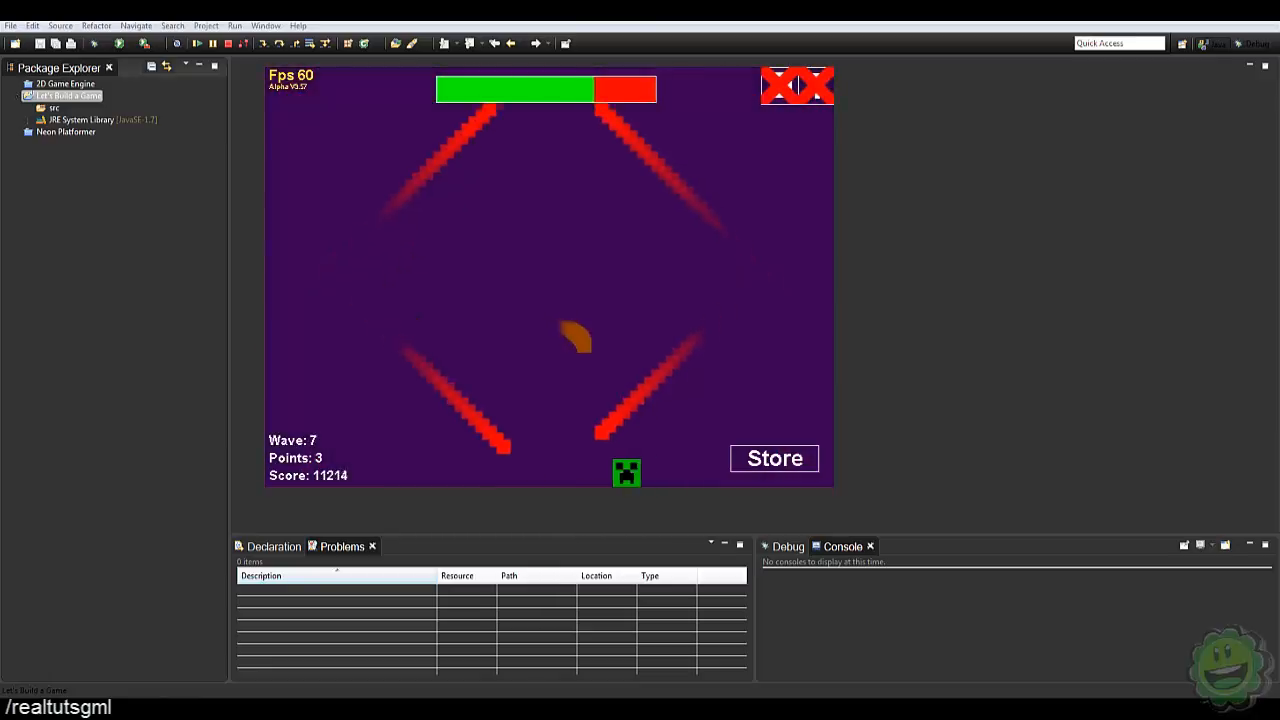 File Edit Source Refactor Navigate Search Project Run Window Help
Quick Access
Java
Debug
Package Explorer
2D Game Engine
Let's Build a Game
src
JRE System Library [JavaSE-1.7]
Neon Platformer
Fps 60
Alpha V3.57
Wave: 7
Points: 3
Score: 11214
Store
Declaration Problems
0 items
Description Resource Path Location Type
Debug Console
No consoles to display at this time.
Let's Build a Game
/realtutsgml